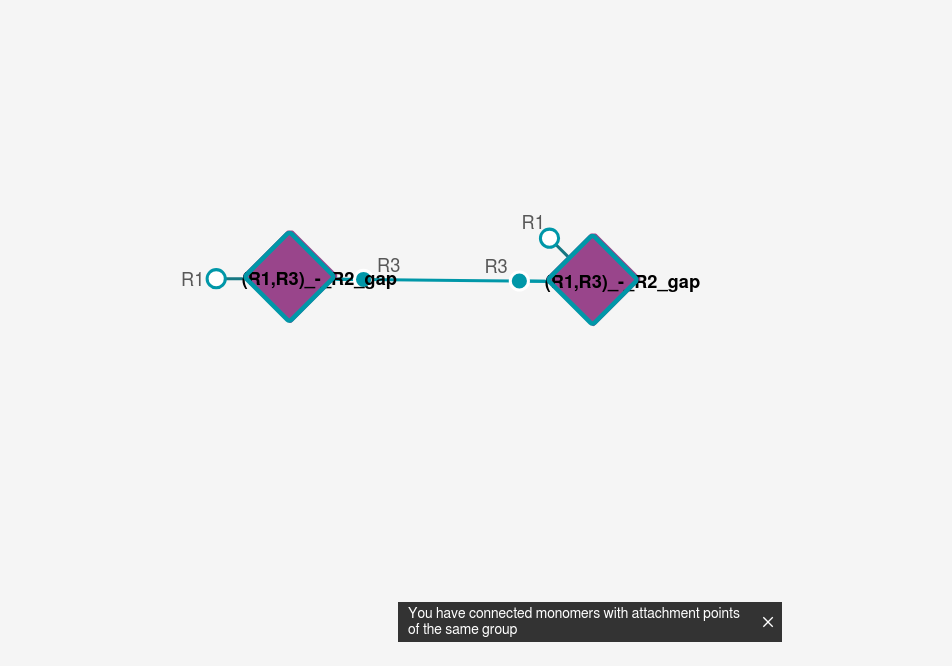 R1
R3
R3
R1
(R1,R3)_-_R2_gap
(R1,R3)_-_R2_gap
You have connected monomers with attachment points
of the same group